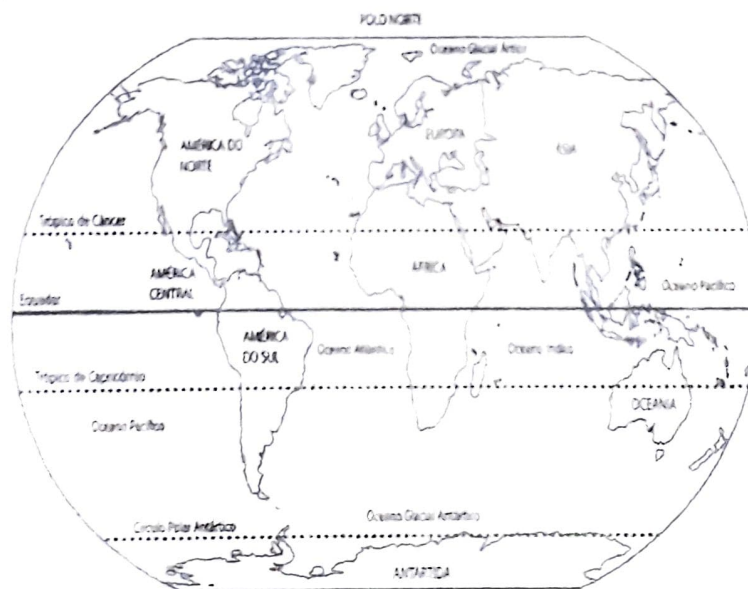 POLO NORTE
Oceano Glacial Ártico
EUROPA
AMÉRICA DO
NORTE
ÁSIA
Trópico de Câncer
AMÉRICA
CENTRAL
ÁFRICA
Equador
Oceano Pacífico
AMÉRICA
DO SUL
Oceano Atlântico
Oceano Índico
Trópico de Capricórnio
OCEANIA
Oceano Pacífico
Oceano Glacial Antártico
Círculo Polar Antártico
ANTÁRTIDA